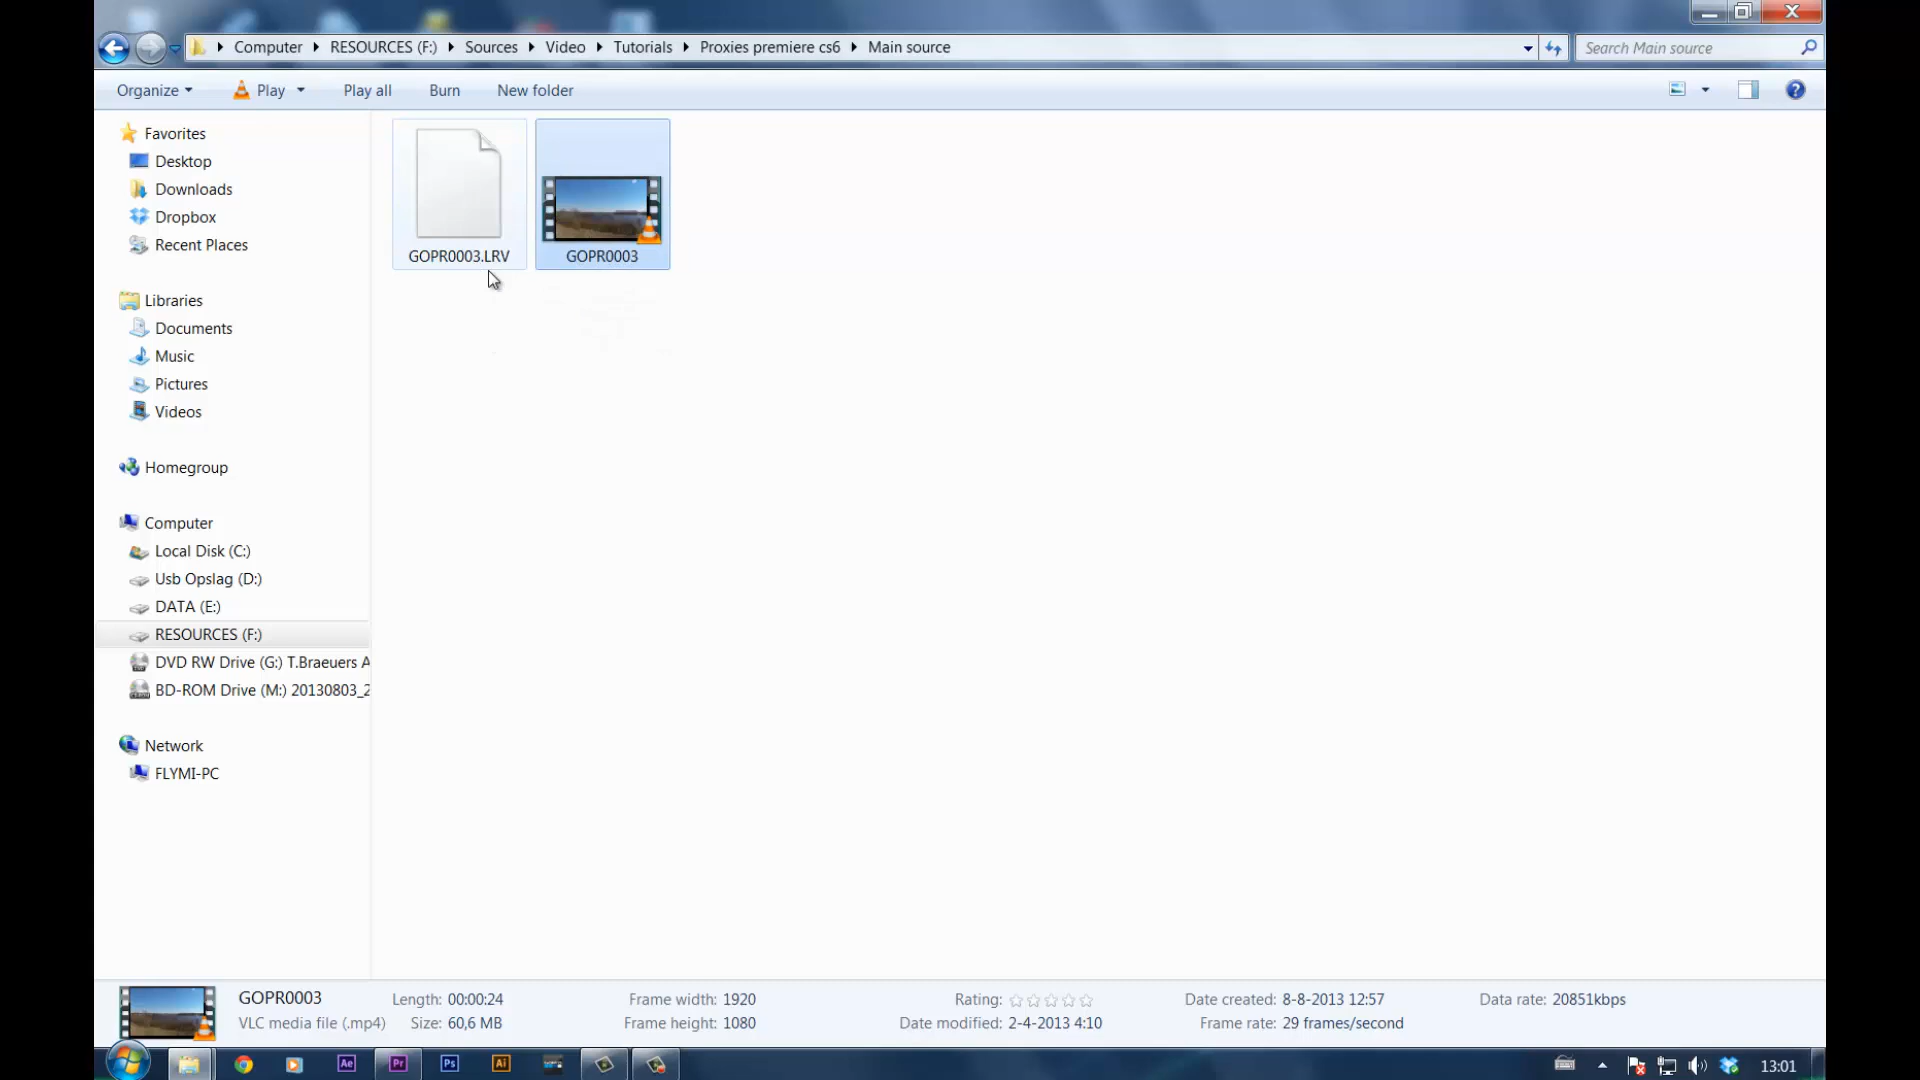 Computer RESOURCES (F:) Sources Video Tutorials Proxies premiere cs6 Main source
Search Main source
Organize Play Play all Burn New folder
Favorites
Desktop
Downloads
Dropbox
Recent Places
Libraries
Documents
Music
Pictures
Videos
Homegroup
Computer
Local Disk (C:)
Usb Opslag (D:)
DATA (E:)
RESOURCES (F:)
DVD RW Drive (G:) T.Braeuers A
BD-ROM Drive (M:) 20130803_2
Network
FLYMI-PC
GOPR0003.LRV
GOPR0003
GOPR0003 Length: 00:00:24 Frame width: 1920 Rating: Date created: 8-8-2013 12:57 Data rate: 20851kbps
VLC media file (.mp4) Size: 60,6 MB Frame height: 1080 Date modified: 2-4-2013 4:10 Frame rate: 29 frames/second
Ae Pr Ps Ai 13:01